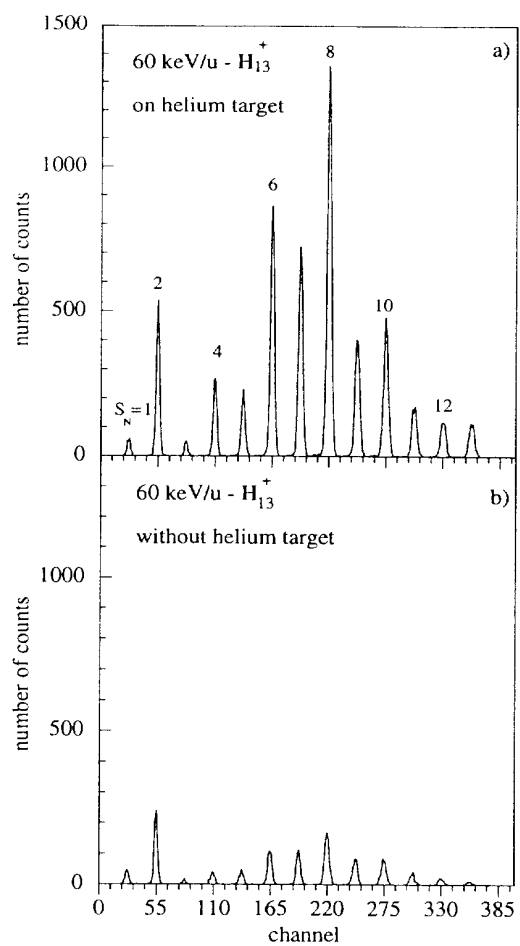 1500
a)
60 keV/u - H₁₃⁺
8
on helium target
1000
6
number of counts
2
500
10
4
S_N=1
12
0
60 keV/u - H₁₃⁺
b)
without helium target
1000
number of counts
500
0
0 55 110 165 220 275 330 385
channel